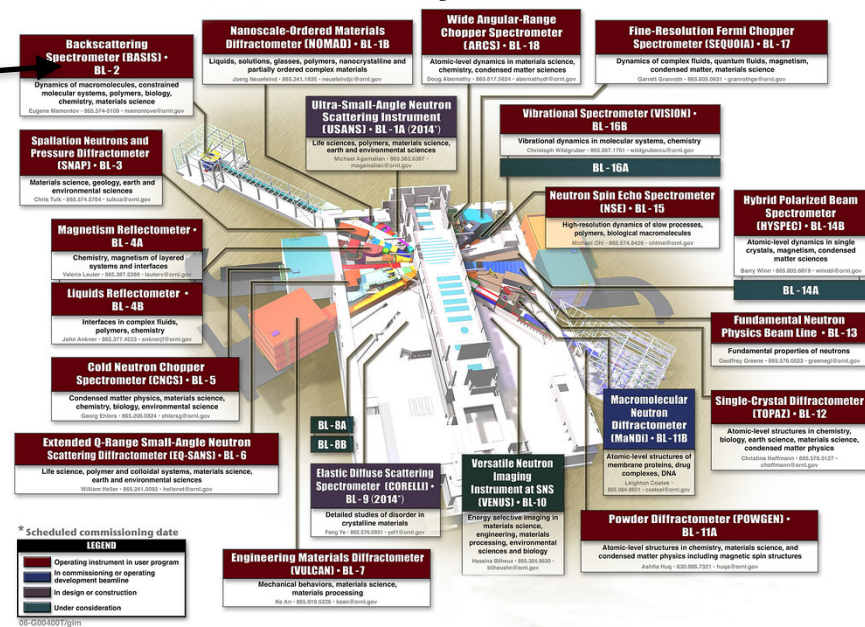 Backscattering
Spectrometer (BASIS) •
BL-2
Dynamics of macromolecules, constrained
molecular systems, polymers, biology,
chemistry, materials science
Eugene Mamontov • 865.574-5109 • mamontove@ornl.gov
Nanoscale-Ordered Materials
Diffractometer (NOMAD) • BL-1B
Liquids, solutions, glasses, polymers, nanocrystalline and
partially ordered complex materials
Joerg Neuefeind • 865.241.1635 • neuefeindjc@ornl.gov
Wide Angular-Range
Chopper Spectrometer
(ARCS) • BL-18
Atomic-level dynamics in materials science,
chemistry, condensed matter sciences
Doug Abernathy • 865.617.5624 • abernathydl@ornl.gov
Fine-Resolution Fermi Chopper
Spectrometer (SEQUOIA) • BL-17
Dynamics of complex fluids, quantum fluids, magnetism,
condensed matter, materials science
Garrett Granroth • 865.805.0631 • granrothge@ornl.gov
Ultra-Small-Angle Neutron
Scattering Instrument
(USANS) • BL-1A (2014*)
Life sciences, polymers, materials science,
earth and environmental sciences
Michael Agamalian •
magamalian@ornl.gov
Vibrational Spectrometer (VISION) •
BL-16B
Vibrational dynamics in molecular systems, chemistry
Christoph Wildgruber • wildgrubercu@ornl.gov
BL-16A
Spallation Neutrons and
Pressure Diffractometer
(SNAP) • BL-3
Materials science, geology, earth and
environmental sciences
Chris Tulk • 865.574.5764 • tulkca@ornl.gov
Neutron Spin Echo Spectrometer
(NSE) • BL-15
High-resolution dynamics of slow processes,
polymers, biological macromolecules
Michael Ohl • 865.574.8426 • ohlme@ornl.gov
Hybrid Polarized Beam
Spectrometer
(HYSPEC) • BL-14B
Atomic-level dynamics in single
crystals, magnetism, condensed
matter sciences
Barry Winn • 865.805.6819 • winnbl@ornl.gov
BL-14A
Magnetism Reflectometer •
BL-4A
Chemistry, magnetism of layered
systems and interfaces
Valeria Lauter • 865.387.5389 • lauterv@ornl.gov
Liquids Reflectometer •
BL-4B
Interfaces in complex fluids,
polymers, chemistry
John Ankner • anknerjf@ornl.gov
Fundamental Neutron
Physics Beam Line • BL-13
Fundamental properties of neutrons
Geoffrey Greene • 865.576.0023 • greenegl@ornl.gov
Cold Neutron Chopper
Spectrometer (CNCS) • BL-5
Condensed matter physics, materials science,
chemistry, biology, environmental science
Georg Ehlers • 865.206.0824 • ehlersg@ornl.gov
Single-Crystal Diffractometer
(TOPAZ) • BL-12
Atomic-level structures in chemistry,
biology, earth science, materials science,
condensed matter physics
Christina Hoffmann • 865.576.5127 •
choffmann@ornl.gov
Macromolecular
Neutron
Diffractometer
(MaNDi) • BL-11B
Atomic-level structures of
membrane proteins, drug
complexes, DNA
Leighton Coates •
coatesl@ornl.gov
BL-8A
BL-8B
Extended Q-Range Small-Angle Neutron
Scattering Diffractometer (EQ-SANS) • BL-6
Life science, polymer and colloidal systems, materials science,
earth and environmental sciences
William Heller • 865.241.0093 • hellerwt@ornl.gov
Elastic Diffuse Scattering
Spectrometer (CORELLI) •
BL-9 (2014*)
Detailed studies of disorder in
crystalline materials
Feng Ye • 865.576.0931 • yef1@ornl.gov
Versatile Neutron
Imaging
Instrument at SNS
(VENUS) • BL-10
Energy selective imaging in
materials science,
engineering, materials
processing, environmental
sciences and biology
Hassina Bilheux • 865.384.9630 •
bilheuxhn@ornl.gov
Powder Diffractometer (POWGEN) •
BL-11A
Atomic-level structures in chemistry, materials science, and
condensed matter physics including magnetic spin structures
Ashfia Huq • 630.986.7321 • huqa@ornl.gov
Engineering Materials Diffractometer
(VULCAN) • BL-7
Mechanical behaviors, materials science,
materials processing
Ke An • 865.919.5226 • kean@ornl.gov
* Scheduled commissioning date
LEGEND
Operating instrument in user program
In commissioning or operating
development beamline
In design or construction
Under consideration
06-G00400T/gim